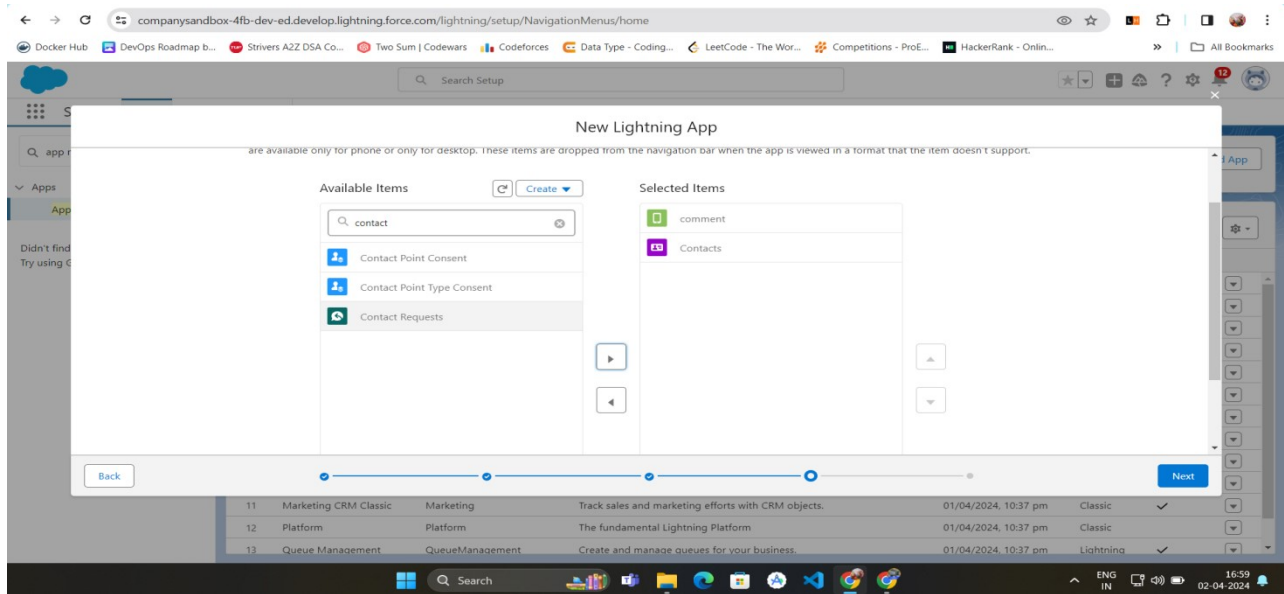 companysandbox-4fb-dev-ed.develop.lightning.force.com/lightning/setup/NavigationMenus/home
Docker Hub DevOps Roadmap b... Strivers A2Z DSA Co... Two Sum | Codewars Codeforces Data Type - Coding... LeetCode - The Wor... Competitions - ProE... HackerRank - Onlin... » All Bookmarks
Search Setup 12
S
New Lightning App
app r
are available only for phone or only for desktop. These items are dropped from the navigation bar when the app is viewed in a format that the item doesn't support.
App
Apps
Available Items Create Selected Items
App
contact comment
Didn't find Contact Point Consent Contacts
Try using G
Contact Point Type Consent
Contact Requests
Back Next
11 Marketing CRM Classic Marketing Track sales and marketing efforts with CRM objects. 01/04/2024, 10:37 pm Classic
12 Platform Platform The fundamental Lightning Platform 01/04/2024, 10:37 pm Classic
13 Queue Management QueueManagement Create and manage queues for your business. 01/04/2024, 10:37 pm Lightning
Search ENG 16:59
IN 02-04-2024